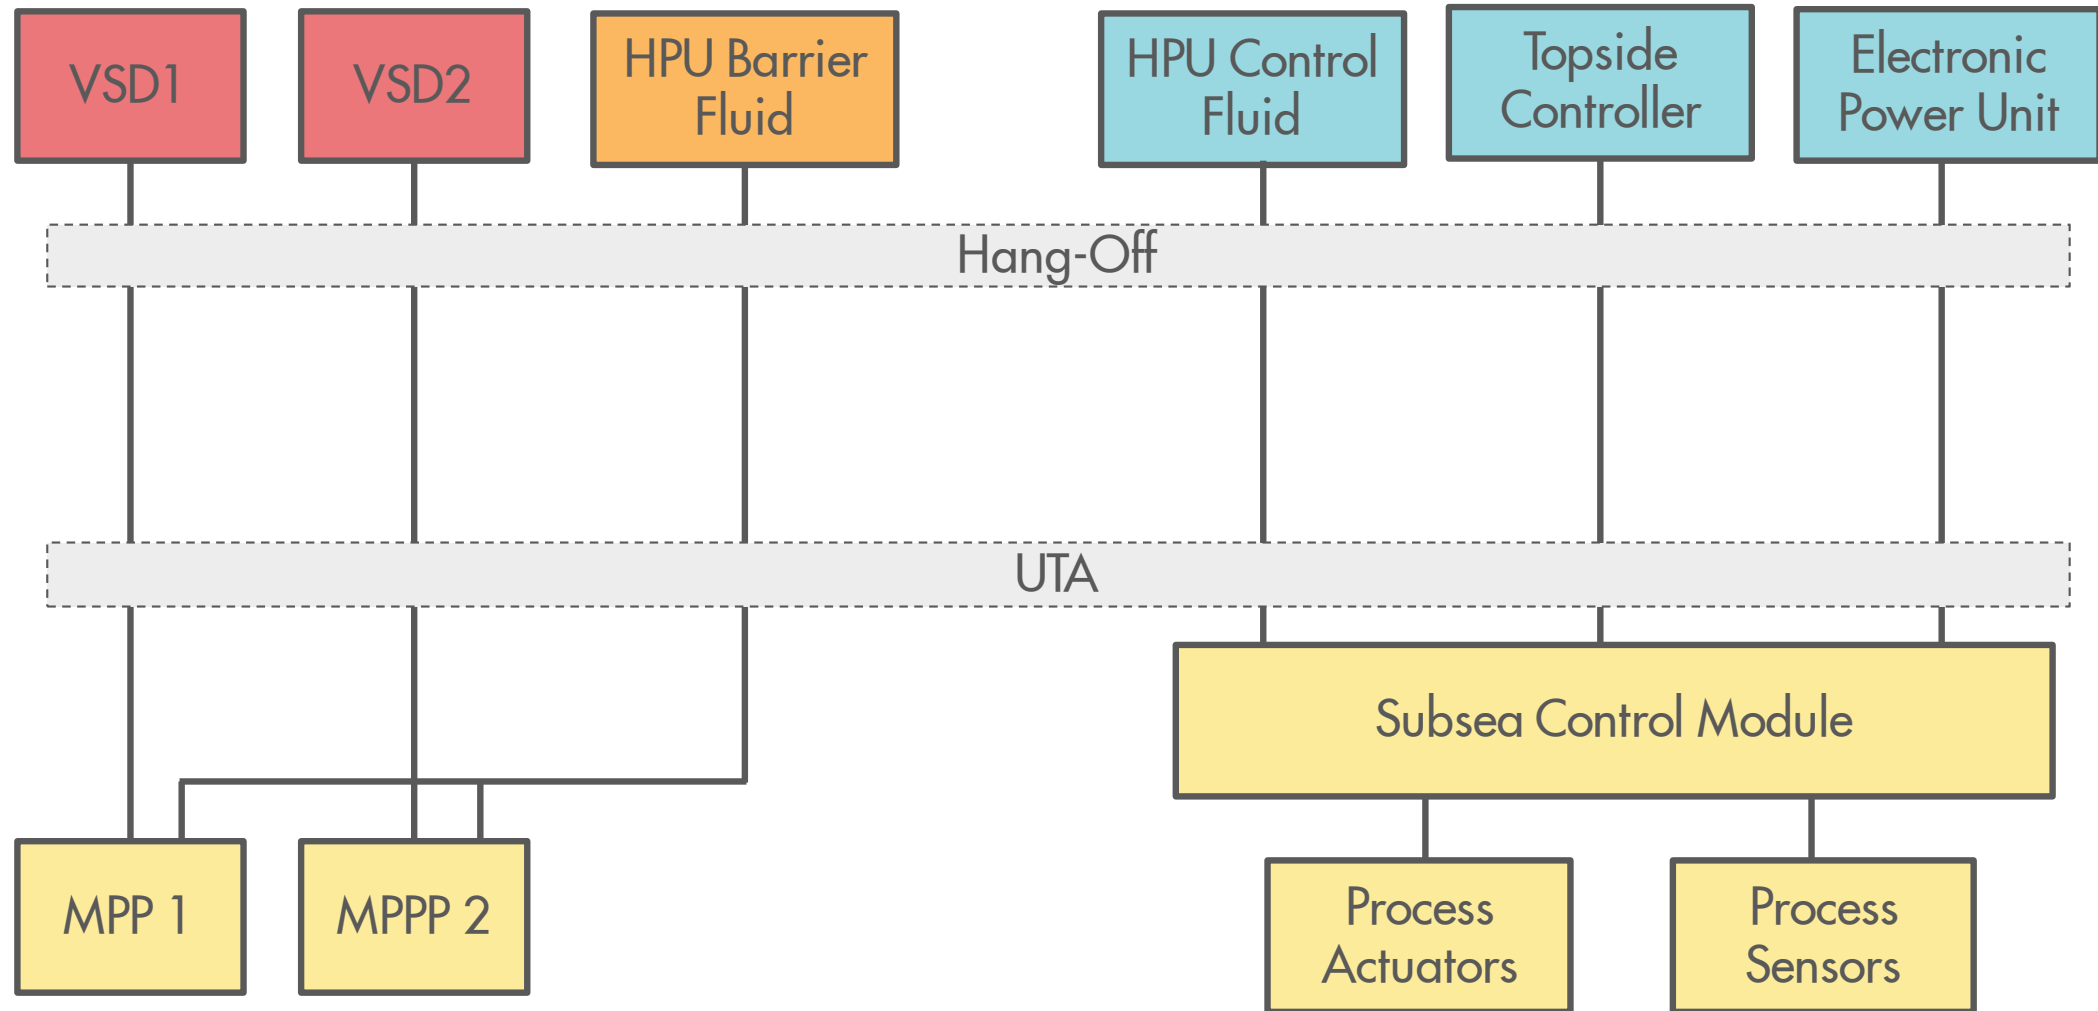 VSD1
VSD2
HPU Barrier
Fluid
HPU Control
Fluid
Topside
Controller
Electronic
Power Unit
Hang-Off
UTA
Subsea Control Module
MPP 1
MPPP 2
Process
Actuators
Process
Sensors